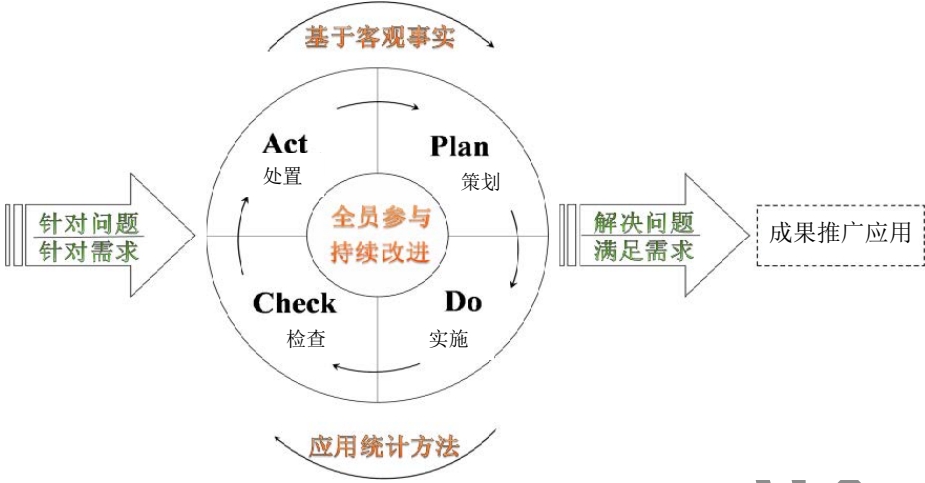 基于客观事实
Act
处置
Plan
策划
针对问题
针对需求
全员参与
持续改进
解决问题
满足需求
成果推广应用
Check
检查
Do
实施
应用统计方法